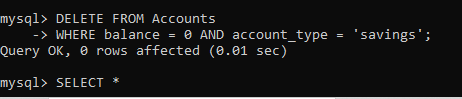 mysql> DELETE FROM Accounts
    -> WHERE balance = 0 AND account_type = 'savings';
Query OK, 0 rows affected (0.01 sec)
mysql> SELECT *